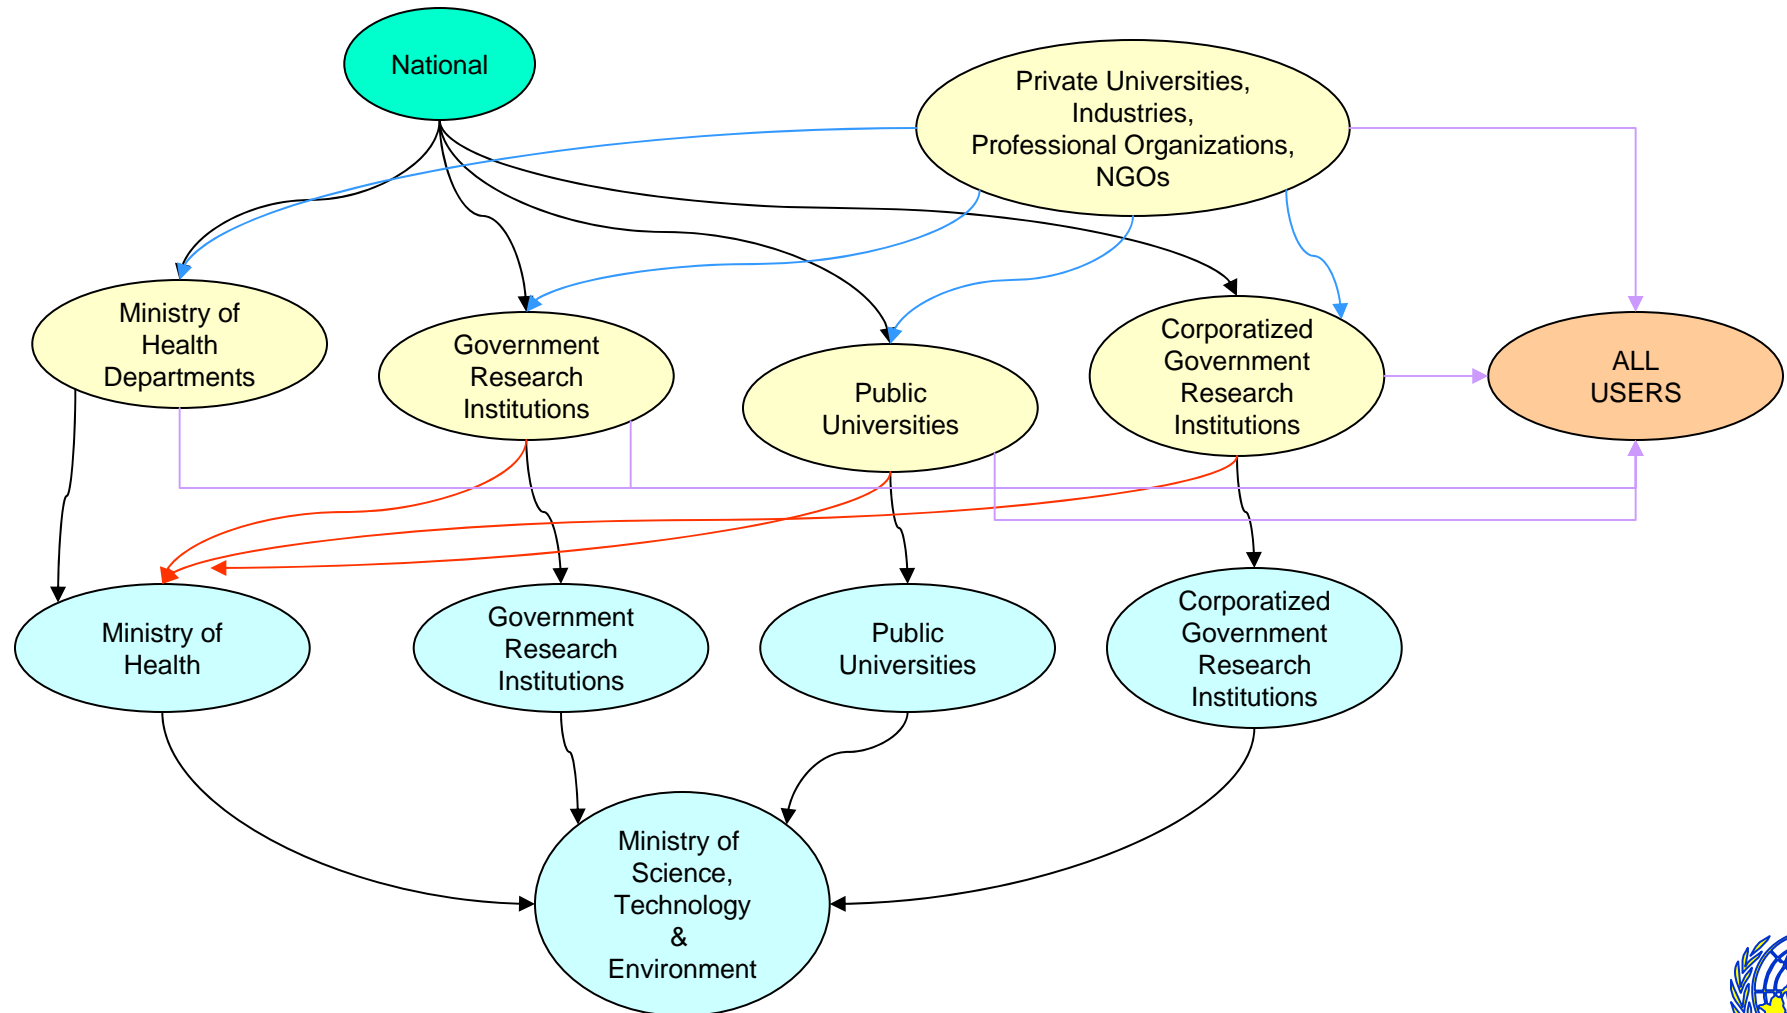 National
Private Universities,
Industries,
Professional Organizations,
NGOs
Ministry of
Health
Departments
Government
Research
Institutions
Public
Universities
Corporatized
Government
Research
Institutions
ALL
USERS
Ministry of
Health
Government
Research
Institutions
Public
Universities
Corporatized
Government
Research
Institutions
Ministry of
Science,
Technology
&
Environment